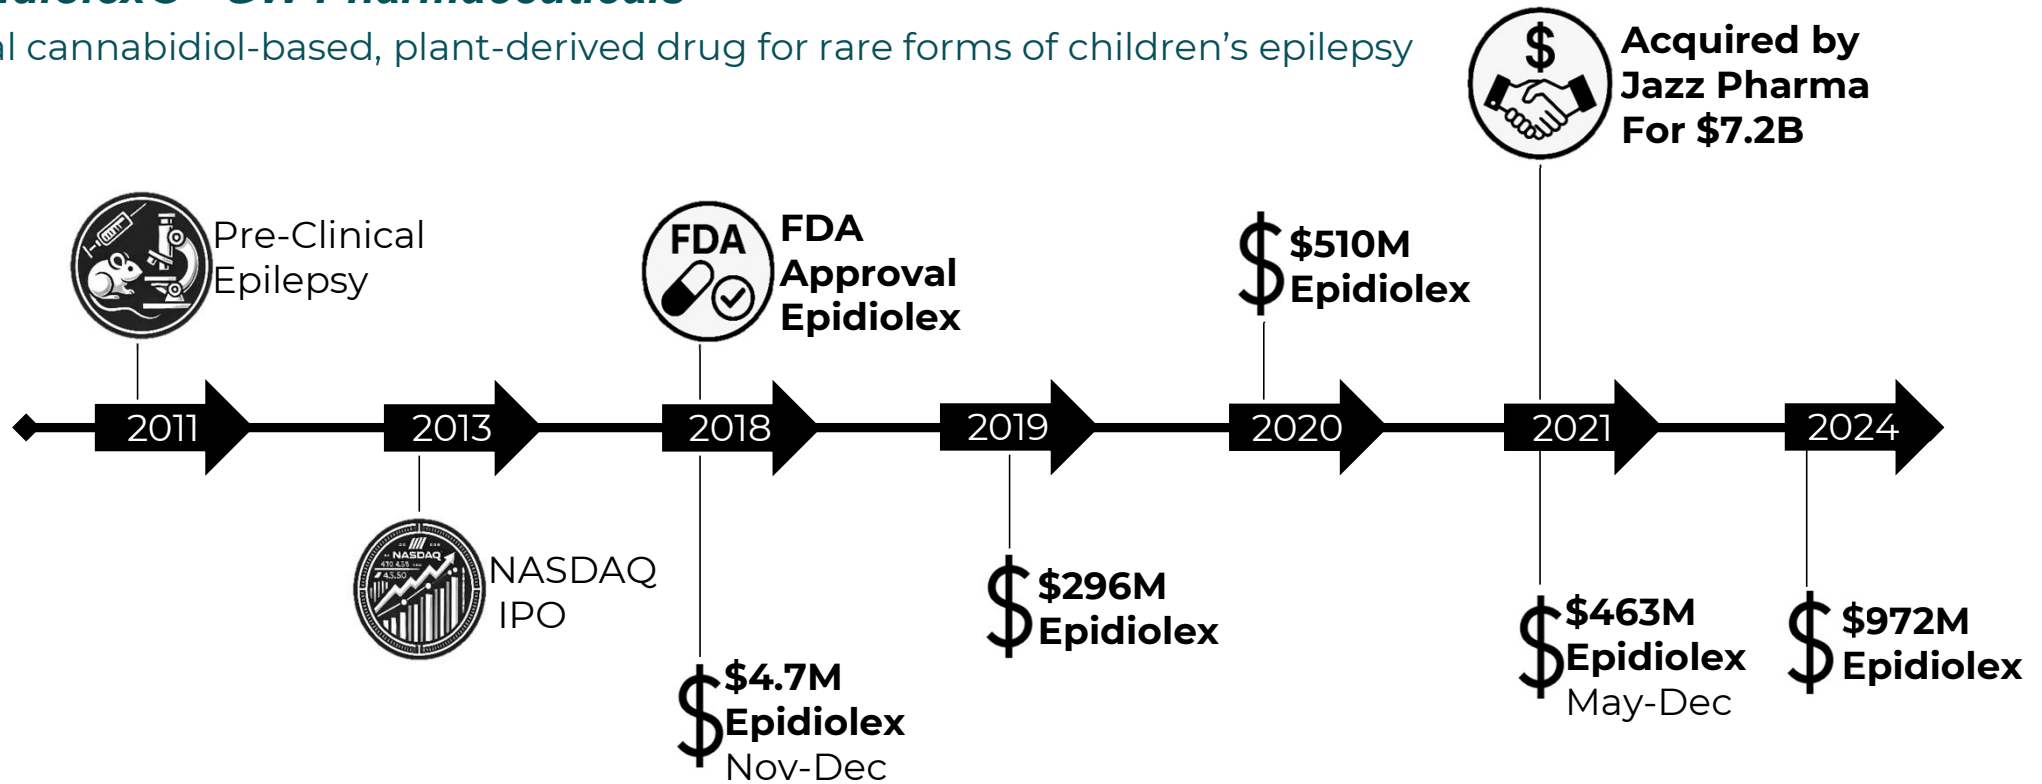 GW Pharmaceuticals
cannabidiol-based, plant-derived drug for rare forms of children's epilepsy
Acquired by
Jazz Pharma
For $7.2B
Pre-Clinical
Epilepsy
FDA
FDA
Approval
Epidiolex
$510M
Epidiolex
2011
2013
2018
2019
2020
2021
2024
NASDAQ
NASDAQ
IPO
$296M
Epidiolex
$4.7M
Epidiolex
Nov-Dec
$463M
Epidiolex
May-Dec
$972M
Epidiolex